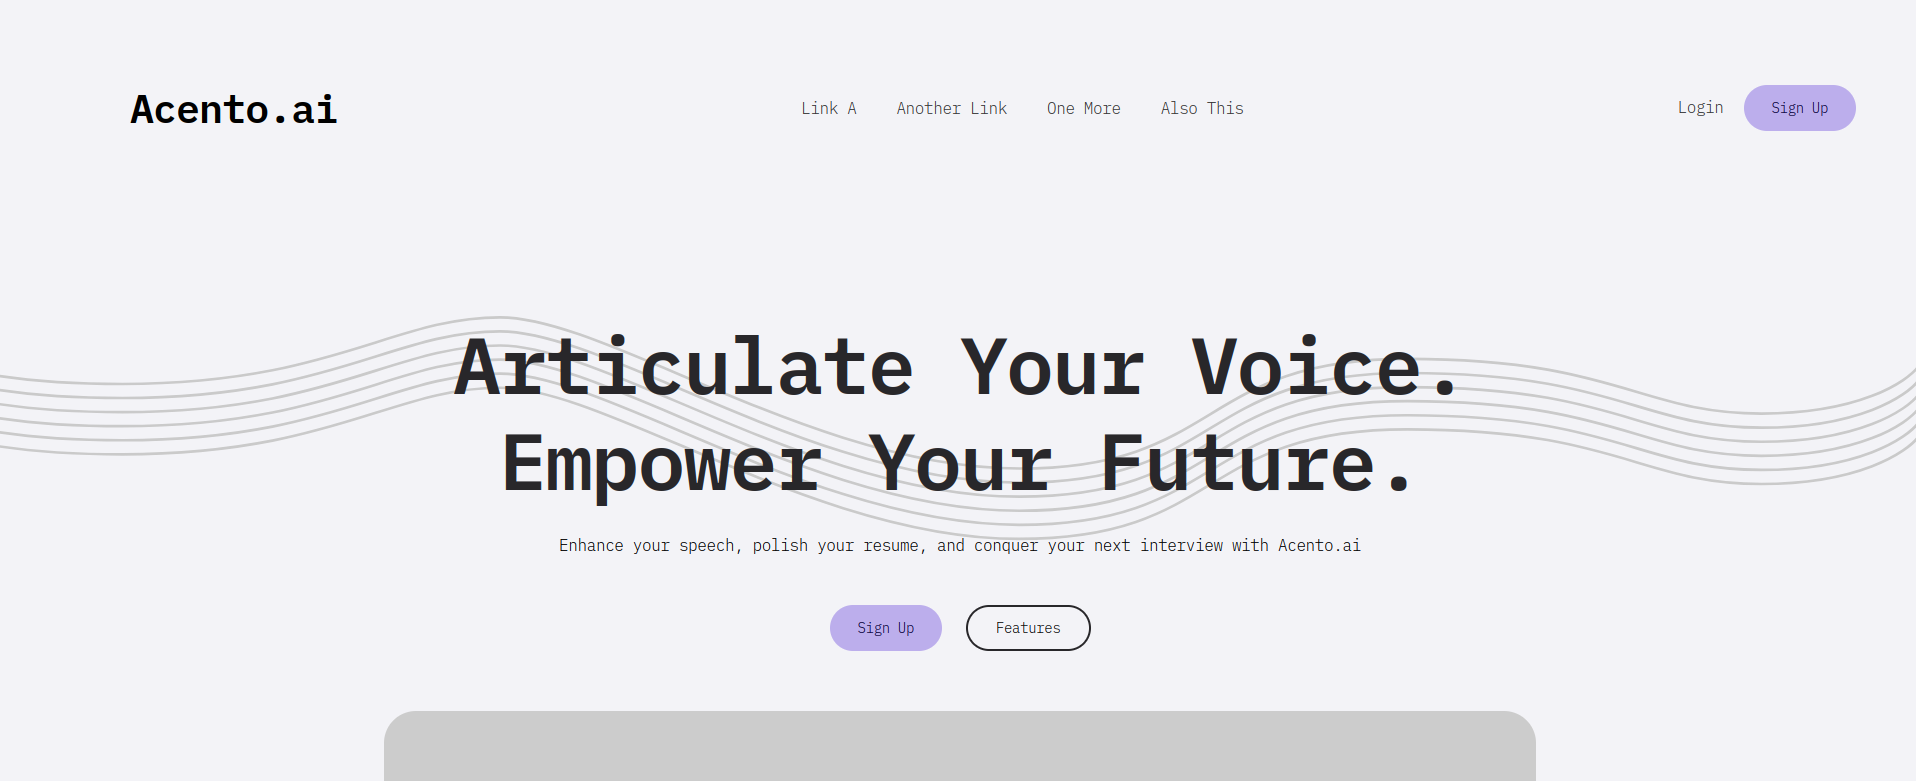 Acento.ai
Link A
Another Link
One More
Also This
Login
Sign Up
Articulate Your Voice.
Empower Your Future.
Enhance your speech, polish your resume, and conquer your next interview with Acento.ai
Sign Up
Features